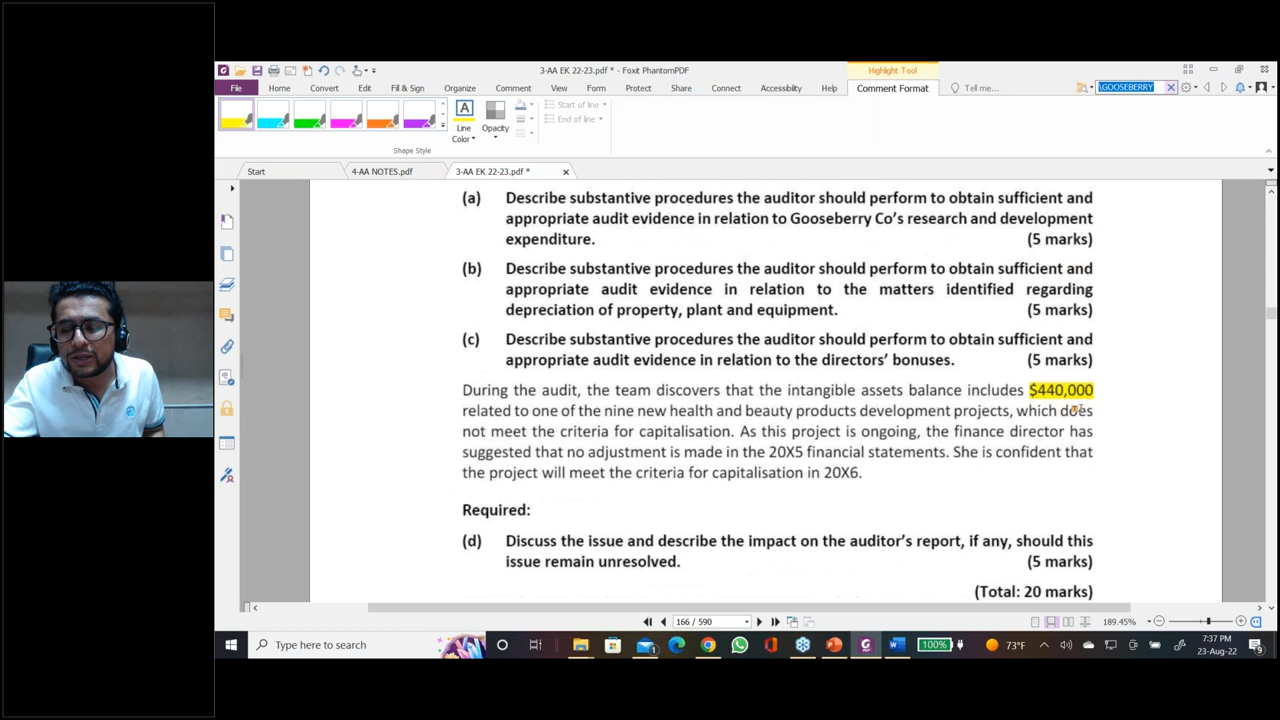 3-AA EK 22-23.pdf * - Foxit PhantomPDF
Highlight Tool
File Home Convert Edit Fill & Sign Organize Comment View Form Protect Share Connect Accessibility Help Comment Format Tell me... \GOOSEBERRY
Line Color
Opacity
Start of line
End of line
Shape Style
Start 4-AA NOTES.pdf 3-AA EK 22-23.pdf *
(a) Describe substantive procedures the auditor should perform to obtain sufficient and
appropriate audit evidence in relation to Gooseberry Co's research and development
expenditure. (5 marks)
(b) Describe substantive procedures the auditor should perform to obtain sufficient and
appropriate audit evidence in relation to the matters identified regarding
depreciation of property, plant and equipment. (5 marks)
(c) Describe substantive procedures the auditor should perform to obtain sufficient and
appropriate audit evidence in relation to the directors' bonuses. (5 marks)
During the audit, the team discovers that the intangible assets balance includes $440,000
related to one of the nine new health and beauty products development projects, which does
not meet the criteria for capitalisation. As this project is ongoing, the finance director has
suggested that no adjustment is made in the 20X5 financial statements. She is confident that
the project will meet the criteria for capitalisation in 20X6.
Required:
(d) Discuss the issue and describe the impact on the auditor's report, if any, should this
issue remain unresolved. (5 marks)
(Total: 20 marks)
166 / 590
189.45%
Type here to search
100%
73°F
7:37 PM
23-Aug-22